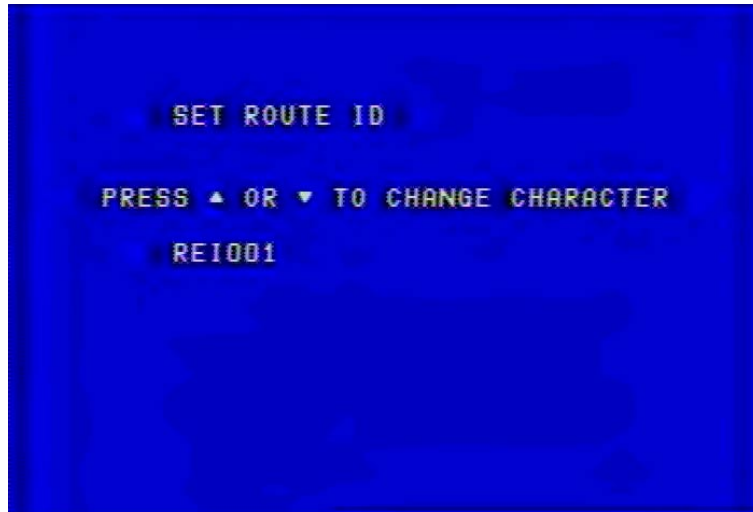 SET ROUTE ID
PRESS ▲ OR ▼ TO CHANGE CHARACTER
REI001